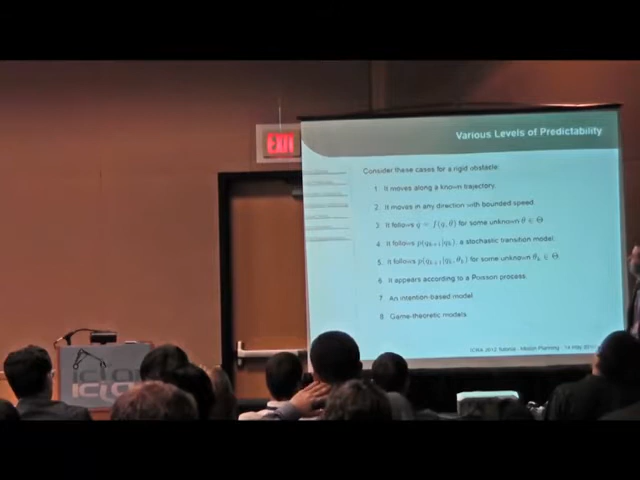 EXIT
Various Levels of Predictability
Consider these cases for a rigid obstacle:
1 It moves along a known trajectory.
2 It moves in any direction with bounded speed.
3 It follows q̇ = f(q, θ) for some unknown θ ∈ Θ.
4 It follows p(qₖ₊₁|qₖ), a stochastic transition model.
5 It follows p(qₖ₊₁|qₖ, θₖ) for some unknown θₖ ∈ Θ.
6 It appears according to a Poisson process.
7 An intention-based model
8 Game-theoretic models.
ICRA 2012 Tutorial - Motion Planning - 14 May